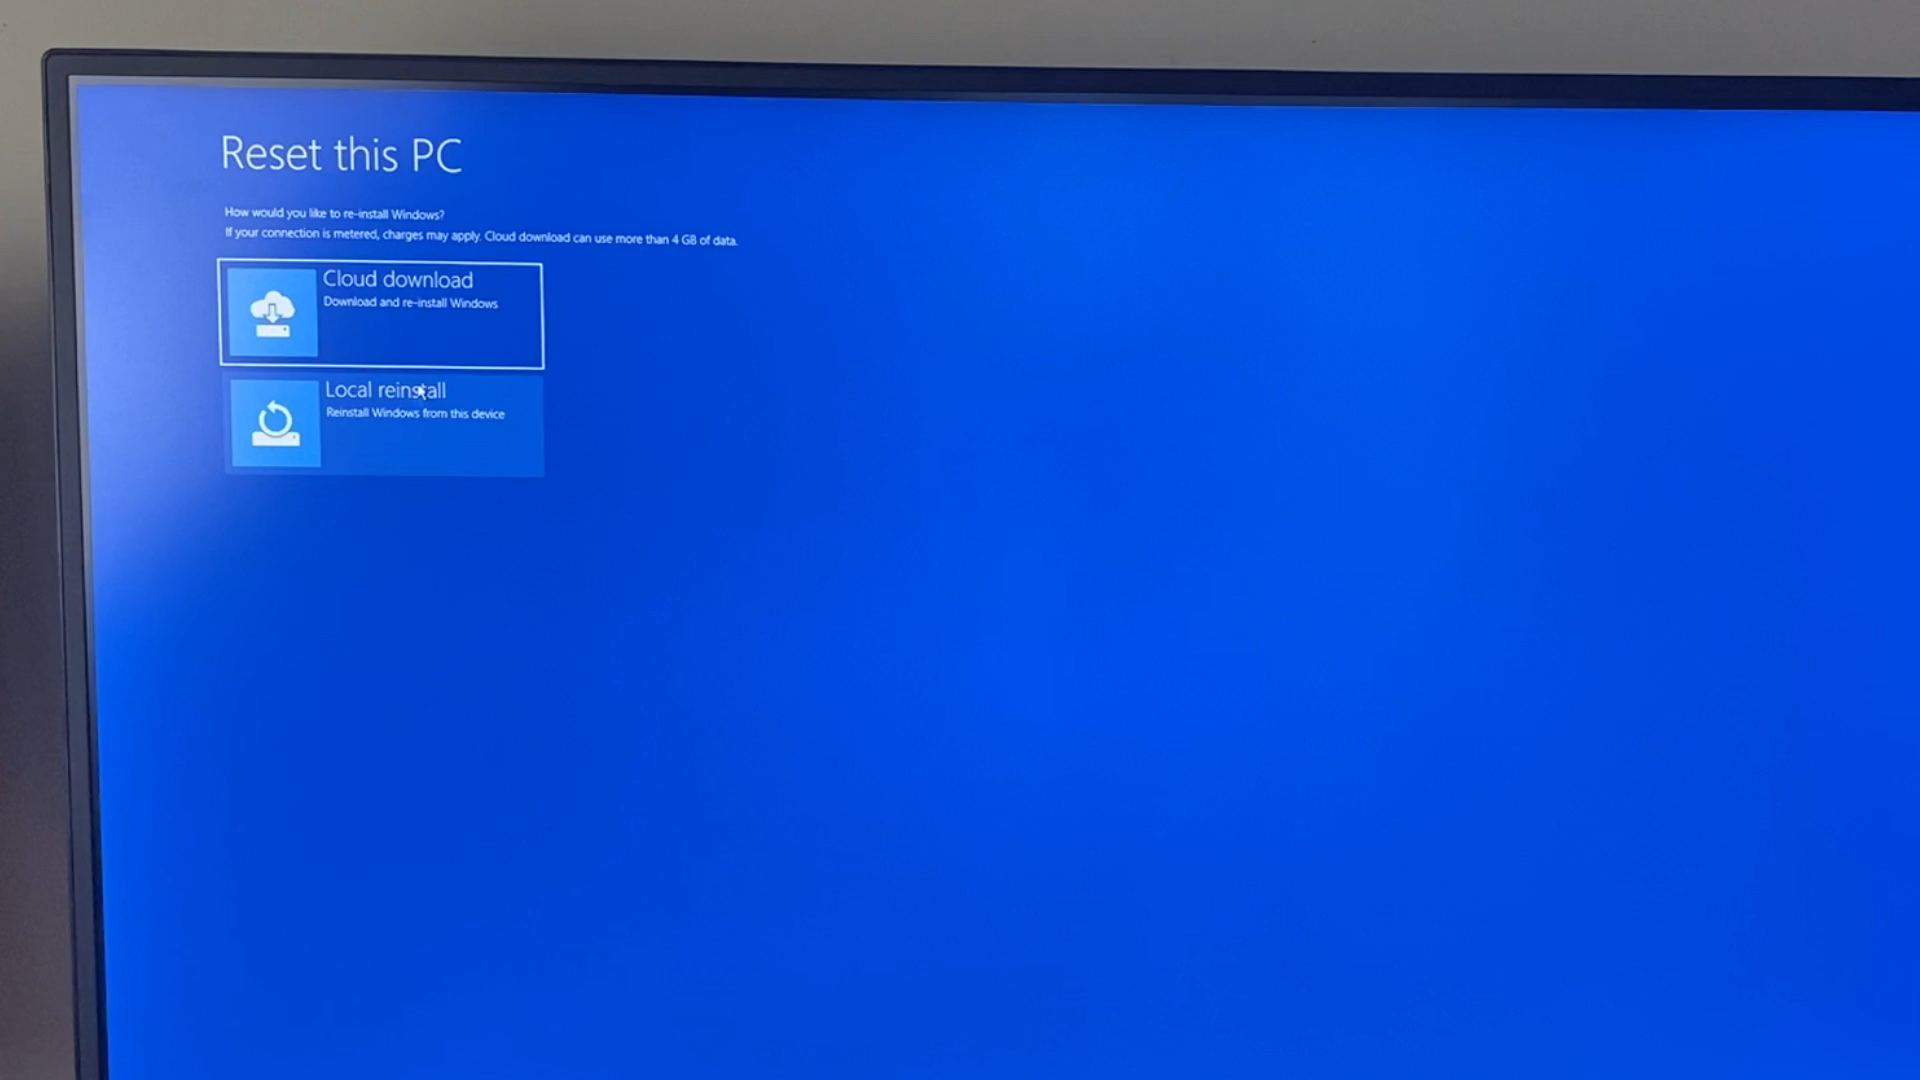 Reset this PC
How would you like to re-install Windows?
If your connection is metered, charges may apply. Cloud download can use more than 4 GB of data.
Cloud download
Download and re-install Windows
Local reinstall
Reinstall Windows from this device